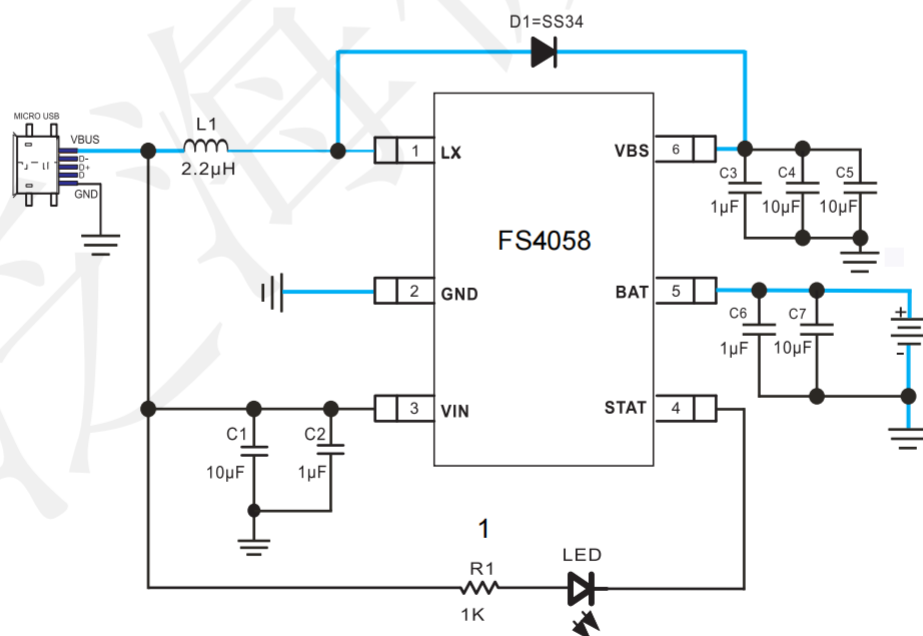 D1=SS34
MICRO USB
VBUS
D-
D+
D
GND
L1
2.2µH
1
LX
VBS
6
C3
1µF
C4
10µF
C5
10µF
FS4058
2
GND
BAT
5
C6
1µF
C7
10µF
+
-
3
VIN
STAT
4
C1
10µF
C2
1µF
1
R1
1K
LED